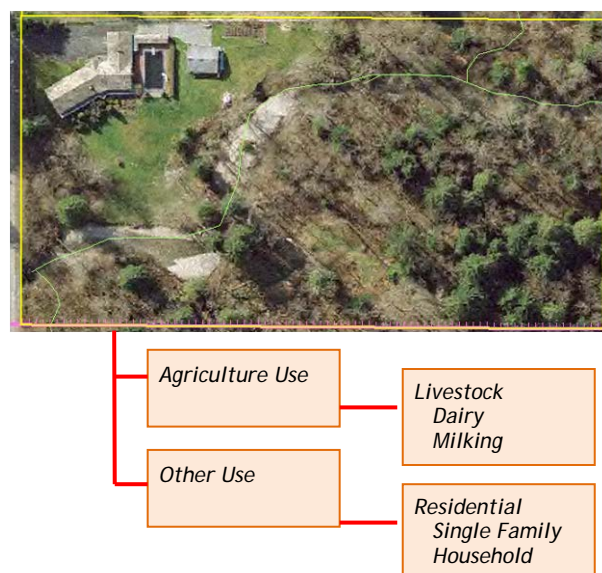 Agriculture Use
Livestock
Dairy
Milking
Other Use
Residential
Single Family
Household